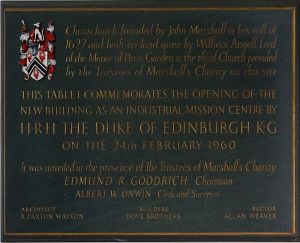 Christchurch founded by John Marshall in his will of
1627 and built on land given by William Angell Lord
of the Manor of Paris Garden is the third Church provided
by the Trustees of Marshall's Charity on this site
THIS TABLET COMMEMORATES THE OPENING OF THE
NEW BUILDING AS AN INDUSTRIAL MISSION CENTRE BY
HRH THE DUKE OF EDINBURGH KG
ON THE 24th FEBRUARY 1960
It was unveiled in the presence of The Trustees of Marshall's Charity
EDMUND R. GOODRICH Chairman
ALBERT W. UNWIN Clerk and Surveyor
ARCHITECT BUILDERS RECTOR
R. PAXTON WATSON DOVE BROTHERS ALLAN WEAVER